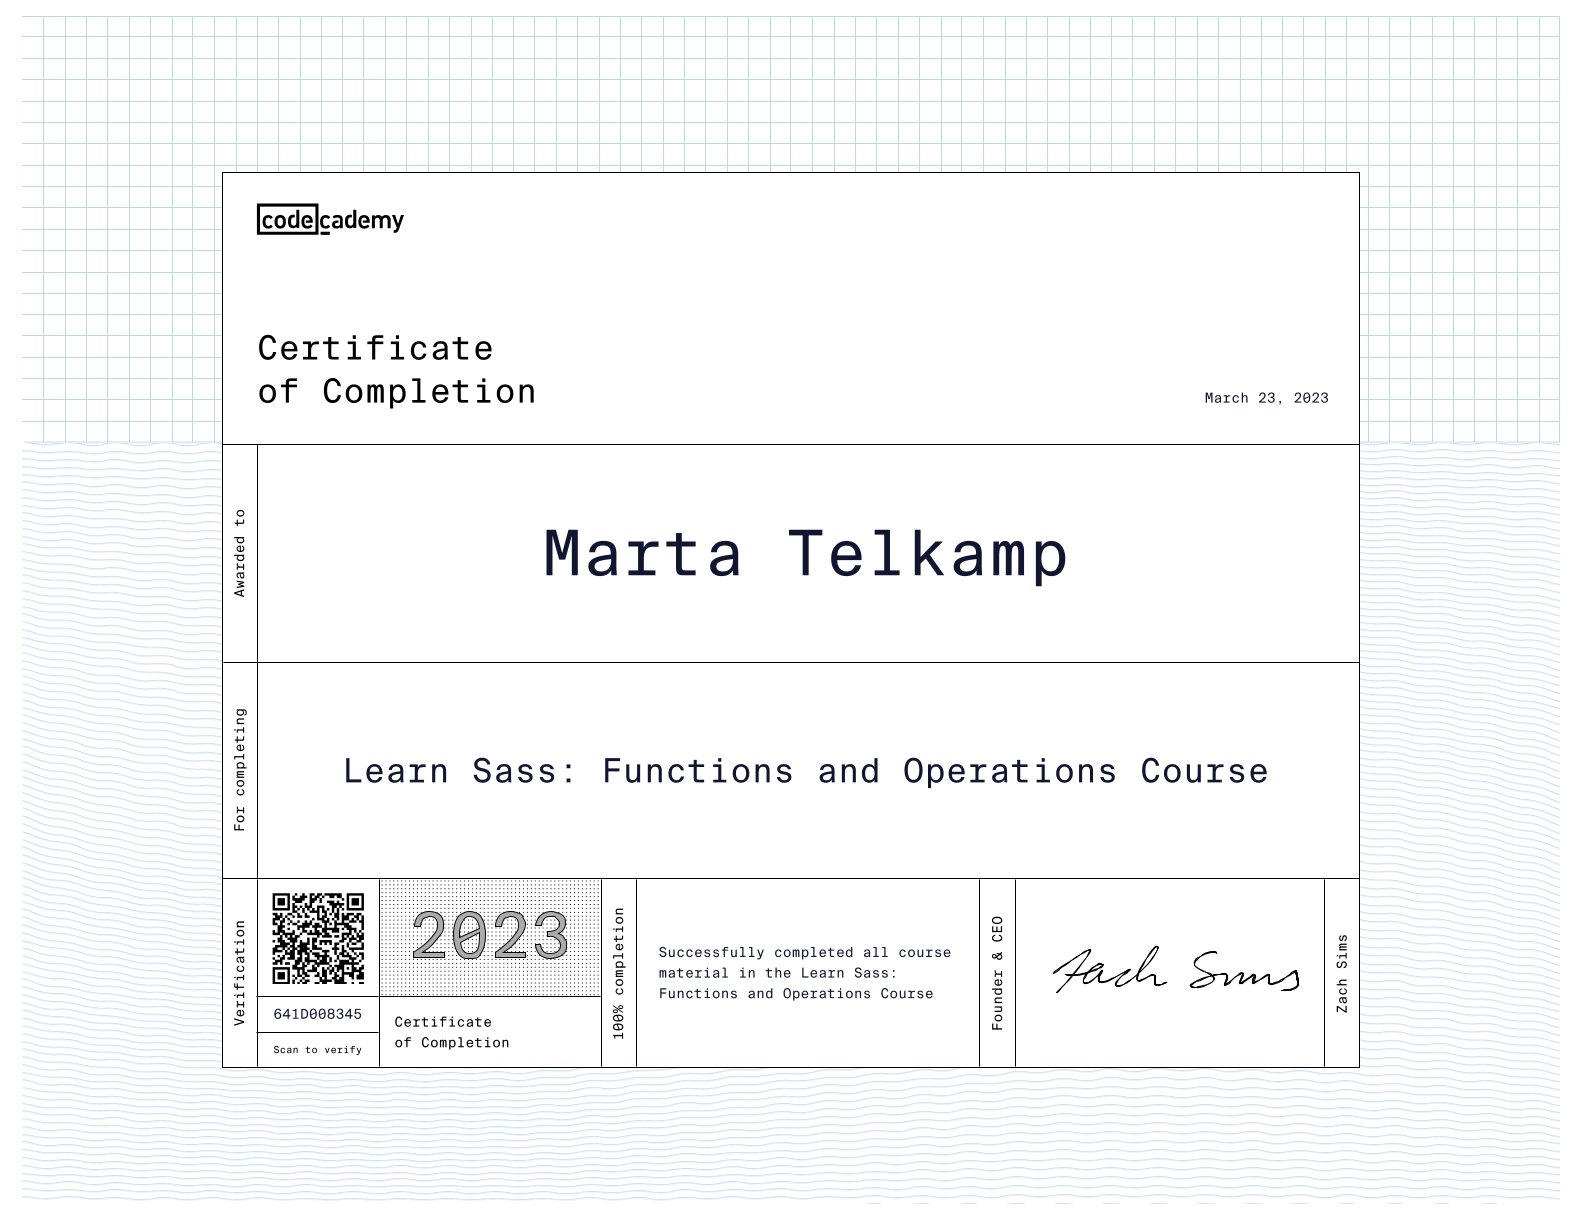 codecademy
Certificate
of Completion
March 23, 2023
Awarded to
Marta Telkamp
For completing
Learn Sass: Functions and Operations Course
Verification
641D008345
Scan to verify
2023
Certificate
of Completion
100% completion
Successfully completed all course
material in the Learn Sass:
Functions and Operations Course
Founder & CEO
Zach Sims
Zach Sims